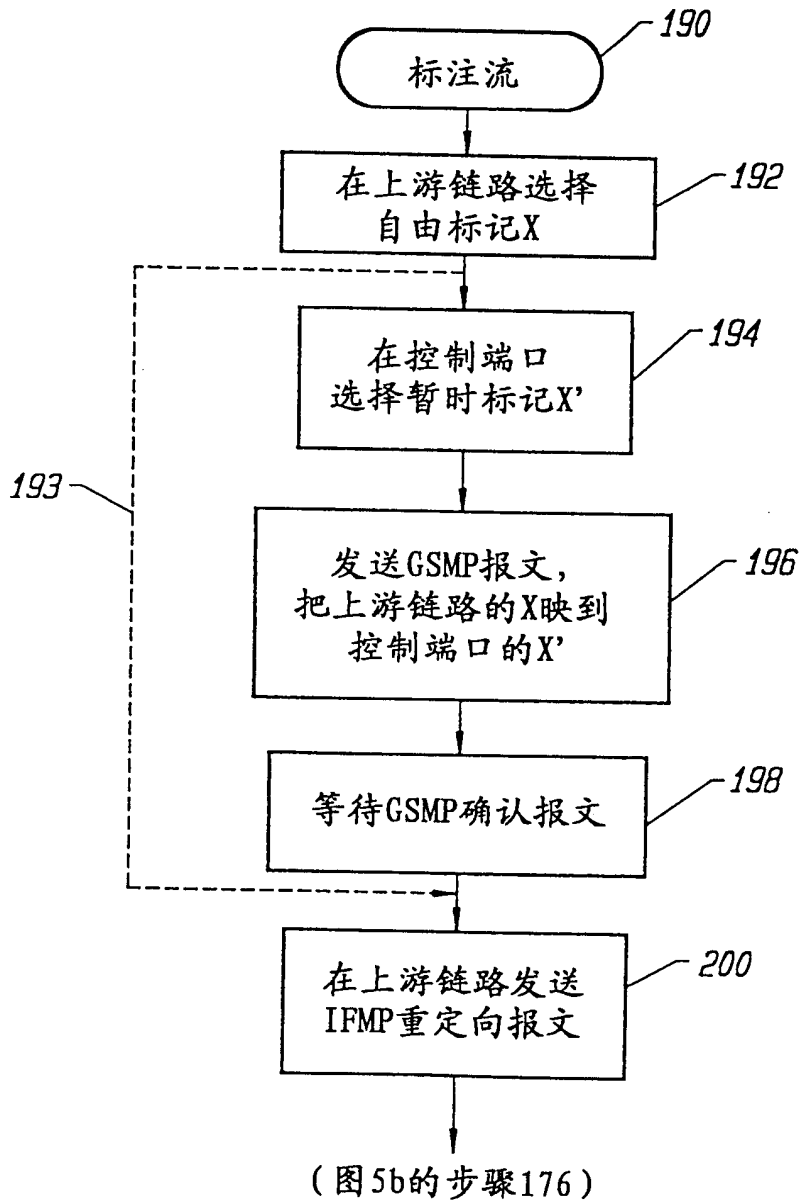 190
标注流
在上游链路选择
自由标记X
192
在控制端口
选择暂时标记X'
194
193
发送GSMP报文,
把上游链路的X映到
控制端口的X'
196
等待GSMP确认报文
198
在上游链路发送
IFMP重定向报文
200
(图5b的步骤176)